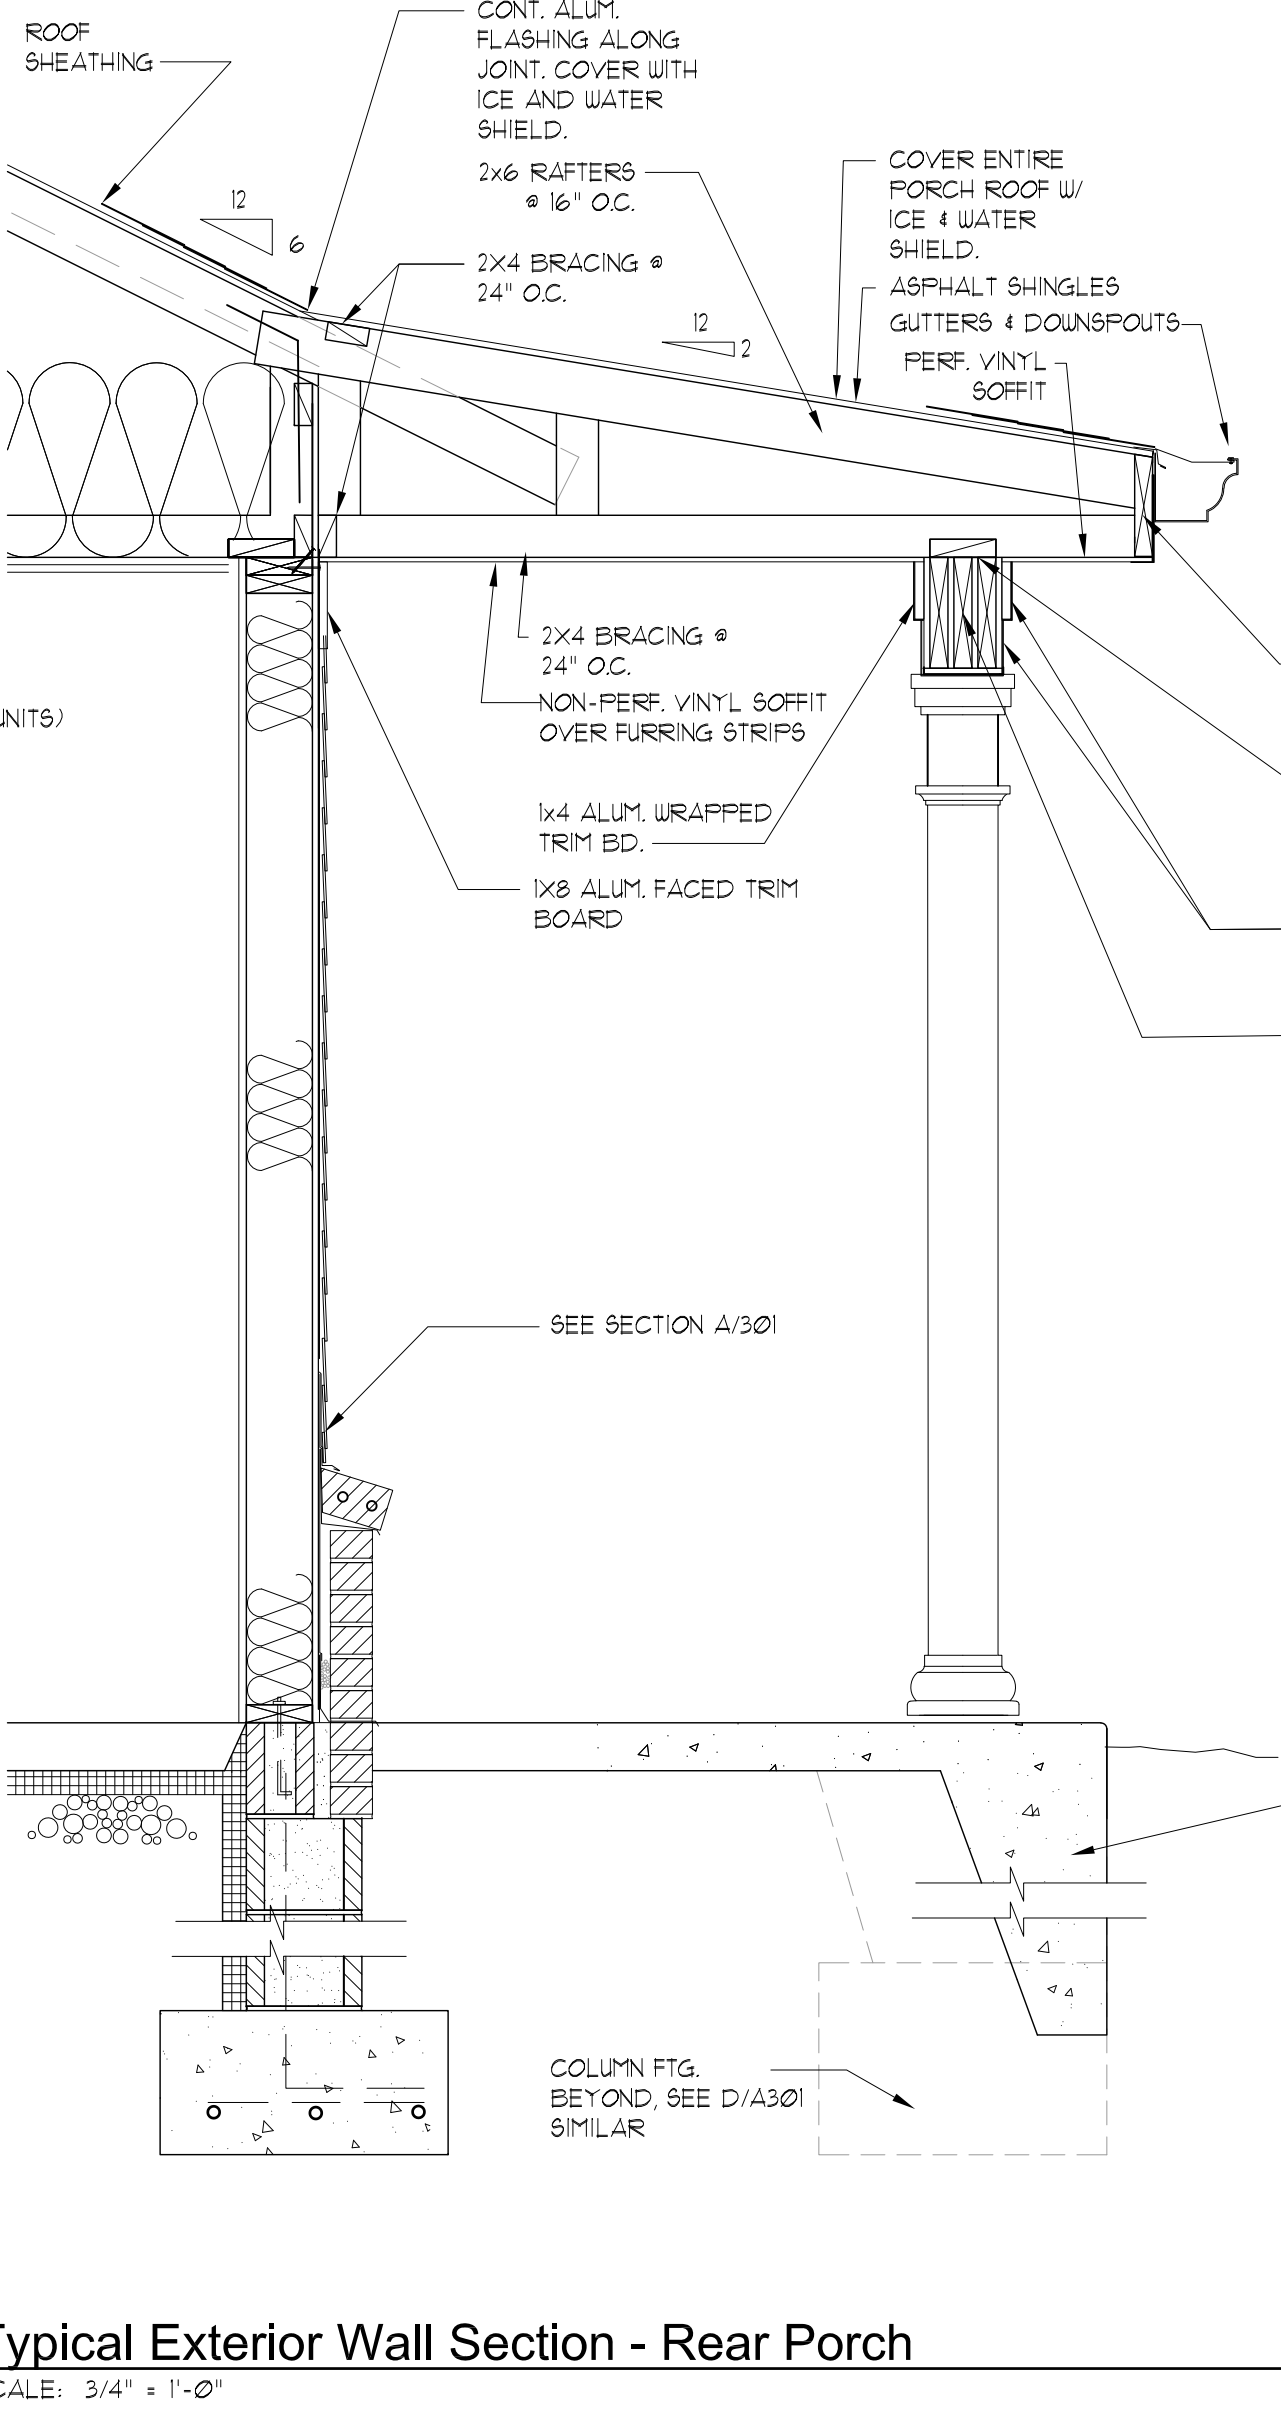 ROOF
SHEATHING
CONT. ALUM.
FLASHING ALONG
JOINT. COVER WITH
ICE AND WATER
SHIELD.
2x6 RAFTERS
@ 16" O.C.
COVER ENTIRE
PORCH ROOF W/
ICE & WATER
SHIELD.
12
6
2X4 BRACING @
24" O.C.
ASPHALT SHINGLES
GUTTERS & DOWNSPOUTS
12
2
PERF. VINYL
SOFFIT
2X4 BRACING @
24" O.C.
NON-PERF. VINYL SOFFIT
OVER FURRING STRIPS
UNITS)
1x4 ALUM. WRAPPED
TRIM BD.
1X8 ALUM. FACED TRIM
BOARD
SEE SECTION A/301
COLUMN FTG.
BEYOND, SEE D/A301
SIMILAR
Typical Exterior Wall Section - Rear Porch
SCALE: 3/4" = 1'-0"